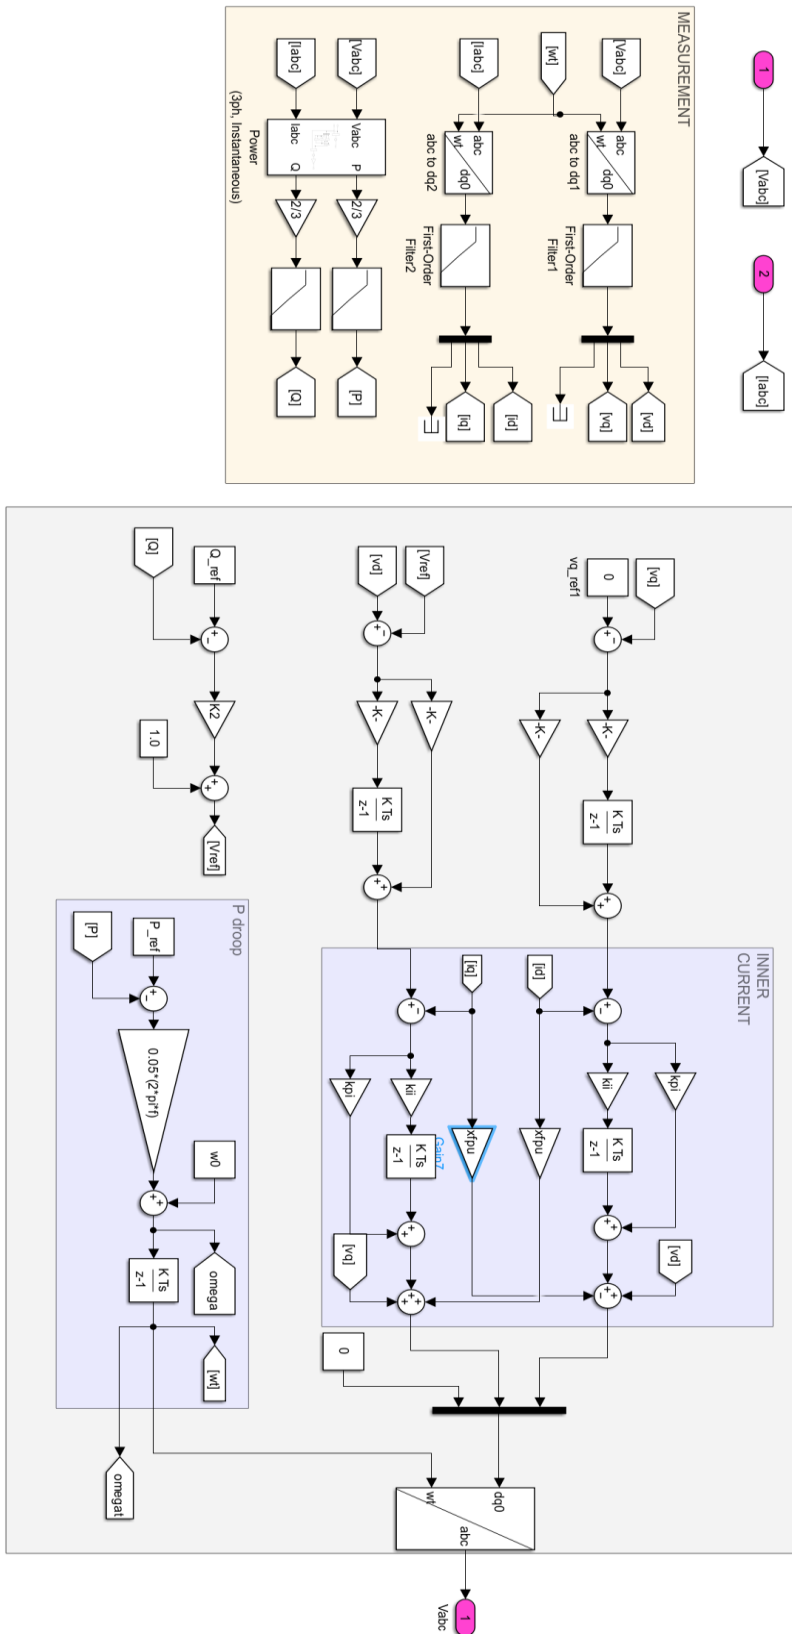 1
[Vabc]
2
[Iabc]
MEASUREMENT
[Vabc]
abc
wt
dq0
abc to dq1
First-Order
Filter1
[vd]
[vq]
[wt]
[Iabc]
abc
wt
dq0
abc to dq2
First-Order
Filter2
[id]
[iq]
[Vabc]
[Iabc]
Vabc
P
Iabc
Q
Power
(3ph, Instantaneous)
2/3
2/3
[P]
[Q]
[vq]
0
vq_ref1
-K-
-K-
K Ts
z-1
[Vref]
[vd]
-K-
-K-
K Ts
z-1
Q_ref
[Q]
K2
1.0
[Vref]
INNER
CURRENT
[id]
[iq]
kpi
kii
K Ts
z-1
xfpu
xfpu
Gain7
kii
kpi
K Ts
z-1
[vd]
[vq]
P droop
P_ref
[P]
0.05*(2*pi*f)
w0
omega
K Ts
z-1
[wt]
omegat
0
dq0
wt
abc
1
Vabc